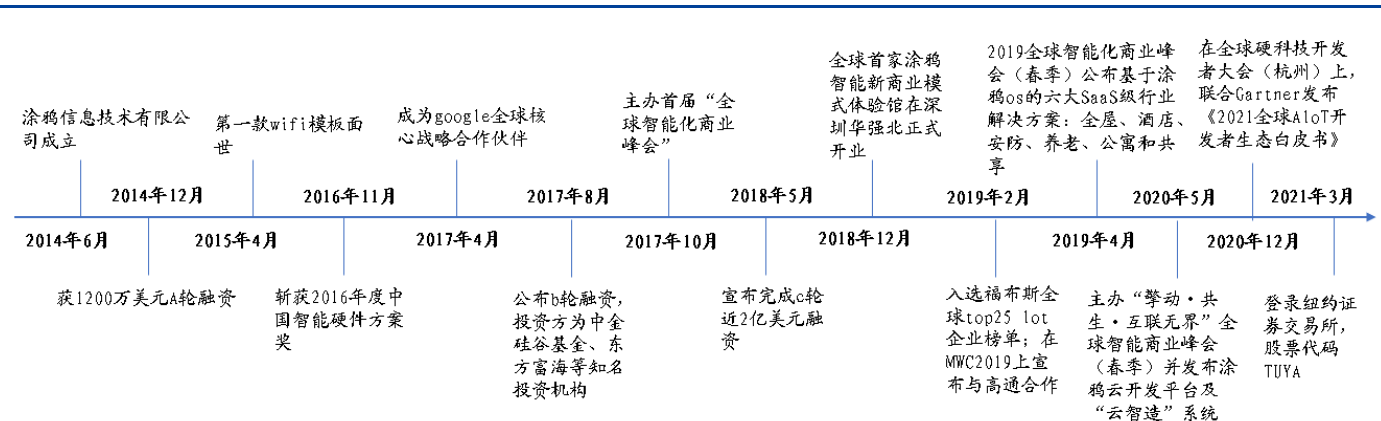 涂鸦信息技术有限公
司成立
第一款wifi模板面
世
成为google全球核
心战略合作伙伴
主办首届“全
球智能化商业
峰会”
全球首家涂鸦
智能新商业模
式体验馆在深
圳华强北正式
开业
2019全球智能化商业峰
会（春季）公布基于涂
鸦os的六大SaaS级行业
解决方案：全屋、酒店、
安防、养老、公寓和共
享
在全球硬科技开发
者大会（杭州）上，
联合Gartner发布
《2021全球AloT开
发者生态白皮书》
2014年12月
2016年11月
2017年8月
2018年5月
2019年2月
2020年5月
2021年3月
2014年6月
2015年4月
2017年4月
2017年10月
2018年12月
2019年4月
2020年12月
获1200万美元A轮融资
斩获2016年度中
国智能硬件方案
奖
公布b轮融资，
投资方为中金
硅谷基金、东
方富海等知名
投资机构
宣布完成c轮
近2亿美元融
资
入选福布斯全
球top25 lot
企业榜单；在
MWC2019上宣
布与高通合作
主办“擎动·共
生·互联无界”全
球智能商业峰会
（春季）并发布涂
鸦云开发平台及
“云智造”系统
登录纽约证
券交易所，
股票代码
TUYA